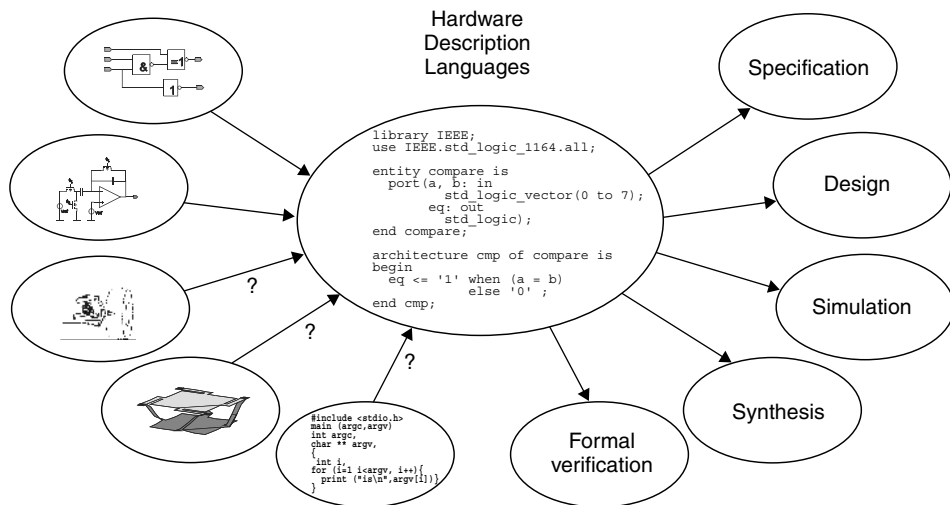 Hardware
Description
Languages
&
=1
1
Specification
library IEEE;
use IEEE.std_logic_1164.all;
entity compare is
port(a, b: in
std_logic_vector(0 to 7);
eq: out
std_logic);
end compare;
architecture cmp of compare is
begin
eq <= '1' when (a = b)
else '0' ;
end cmp;
Design
?
Simulation
?
?
Synthesis
#include <stdio.h>
main (argc,argv)
int argc,
char ** argv,
{
int i,
for (i=1 i<argv, i++){
print ("is\n",argv[i])}
}
Formal
verification